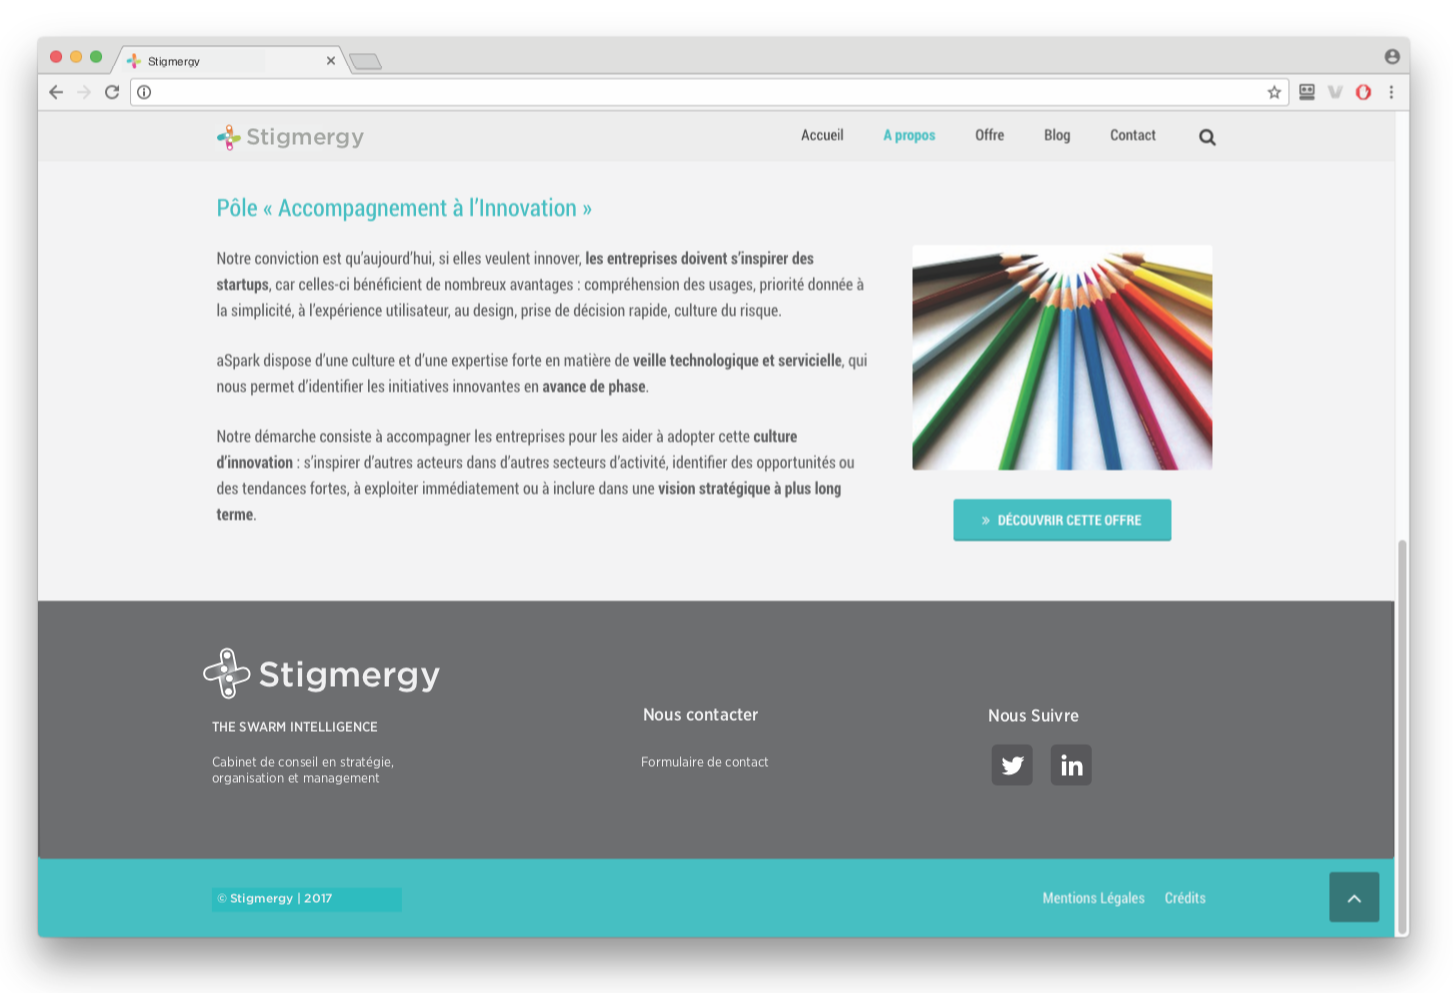 Stigmergy
Stigmergy
Accueil
A propos
Offre
Blog
Contact
Pôle « Accompagnement à l’Innovation »
Notre conviction est qu’aujourd’hui, si elles veulent innover, les entreprises doivent s’inspirer des
startups, car celles-ci bénéficient de nombreux avantages : compréhension des usages, priorité donnée à
la simplicité, à l’expérience utilisateur, au design, prise de décision rapide, culture du risque.
aSpark dispose d’une culture et d’une expertise forte en matière de veille technologique et servicielle, qui
nous permet d’identifier les initiatives innovantes en avance de phase.
Notre démarche consiste à accompagner les entreprises pour les aider à adopter cette culture
d’innovation : s’inspirer d’autres acteurs dans d’autres secteurs d’activité, identifier des opportunités ou
des tendances fortes, à exploiter immédiatement ou à inclure dans une vision stratégique à plus long
terme.
» DÉCOUVRIR CETTE OFFRE
Stigmergy
THE SWARM INTELLIGENCE
Cabinet de conseil en stratégie,
organisation et management
Nous contacter
Formulaire de contact
Nous Suivre
in
© Stigmergy | 2017
Mentions Légales
Crédits